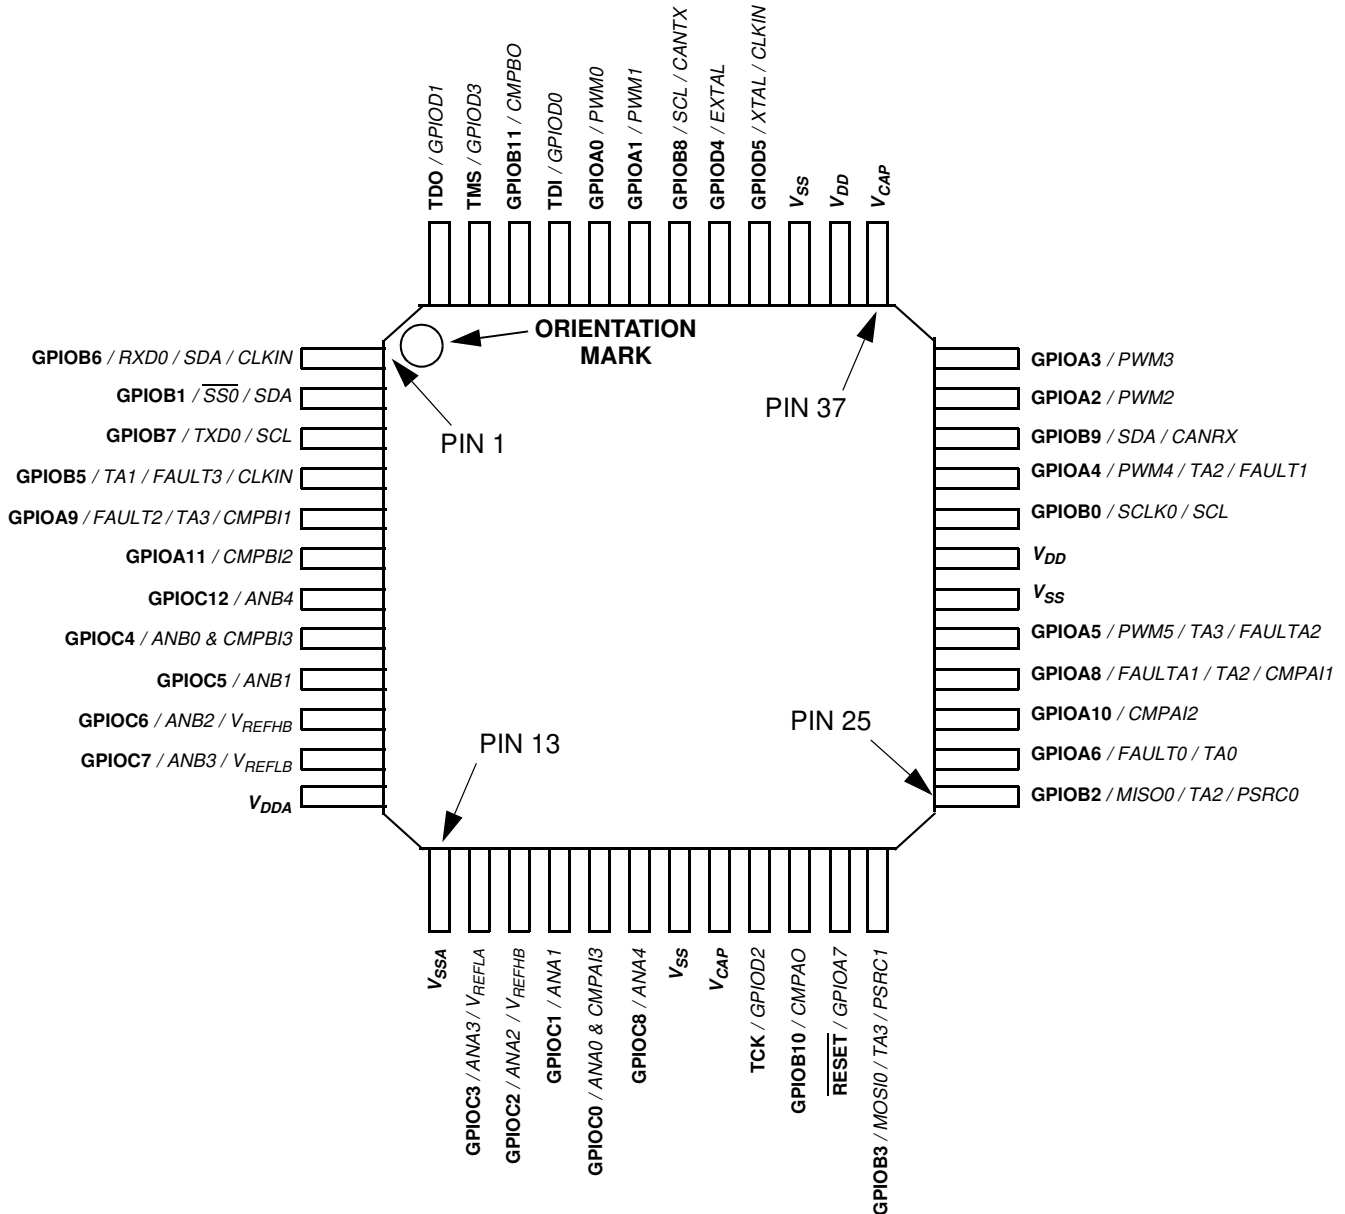 TDO / GPIOD1
TMS / GPIOD3
GPIOB11 / CMPBO
TDI / GPIOD0
GPIOA0 / PWM0
GPIOA1 / PWM1
GPIOB8 / SCL / CANTX
GPIOD4 / EXTAL
GPIOD5 / XTAL / CLKIN
VSS
VDD
VCAP
ORIENTATION
MARK
PIN 1
PIN 37
PIN 13
PIN 25
GPIOB6 / RXD0 / SDA / CLKIN
GPIOB1 / SS0 / SDA
GPIOB7 / TXD0 / SCL
GPIOB5 / TA1 / FAULT3 / CLKIN
GPIOA9 / FAULT2 / TA3 / CMPBI1
GPIOA11 / CMPBI2
GPIOC12 / ANB4
GPIOC4 / ANB0 & CMPBI3
GPIOC5 / ANB1
GPIOC6 / ANB2 / VREFHB
GPIOC7 / ANB3 / VREFLB
VDDA
GPIOA3 / PWM3
GPIOA2 / PWM2
GPIOB9 / SDA / CANRX
GPIOA4 / PWM4 / TA2 / FAULT1
GPIOB0 / SCLK0 / SCL
VDD
VSS
GPIOA5 / PWM5 / TA3 / FAULTA2
GPIOA8 / FAULTA1 / TA2 / CMPAI1
GPIOA10 / CMPAI2
GPIOA6 / FAULT0 / TA0
GPIOB2 / MISO0 / TA2 / PSRC0
VSSA
GPIOC3 / ANA3 / VREFLA
GPIOC2 / ANA2 / VREFHB
GPIOC1 / ANA1
GPIOC0 / ANA0 & CMPAI3
GPIOC8 / ANA4
VSS
VCAP
TCK / GPIOD2
GPIOB10 / CMPAO
RESET / GPIOA7
GPIOB3 / MOSI0 / TA3 / PSRC1